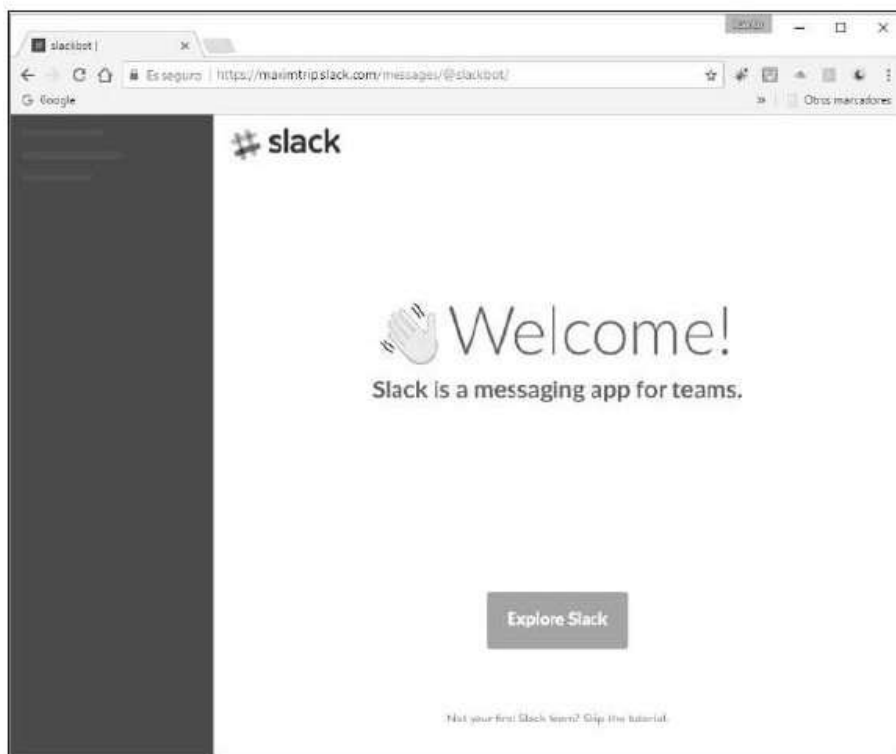 slackbot |
Es seguro | https://maximtrip.slack.com/messages/@slackbot/
G Google
» Otros marcadores
slack
Welcome!
Slack is a messaging app for teams.
Explore Slack
Not your first Slack team? Skip the tutorial.